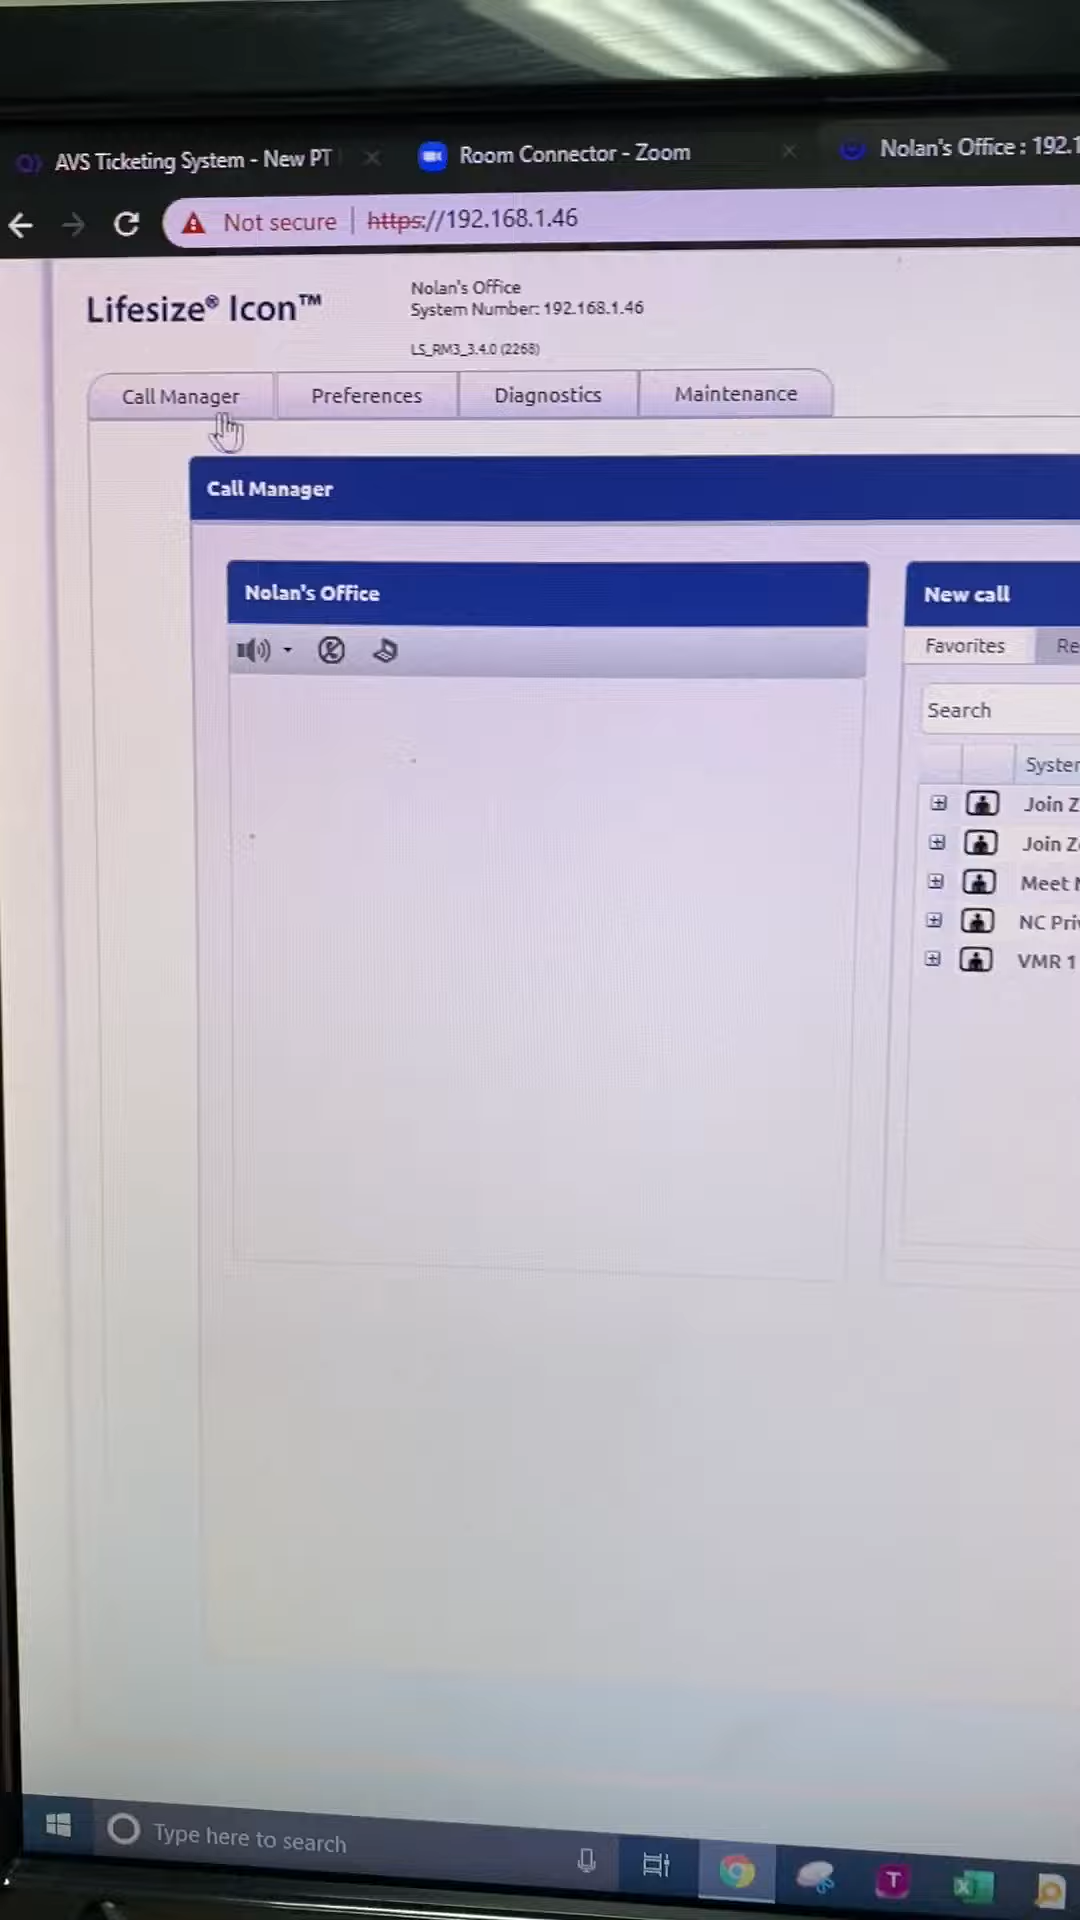 AVS Ticketing System - New PT
Room Connector - Zoom
Nolan's Office : 192.1
Not secure | https://192.168.1.46
Lifesize® Icon™
Nolan's Office
System Number: 192.168.1.46
LS_RM3_3.4.0 (2268)
Call Manager
Preferences
Diagnostics
Maintenance
Call Manager
Nolan's Office
New call
Favorites
Re
Search
System
Join Z
Join Z
Meet
NC Priv
VMR 1
Type here to search
T